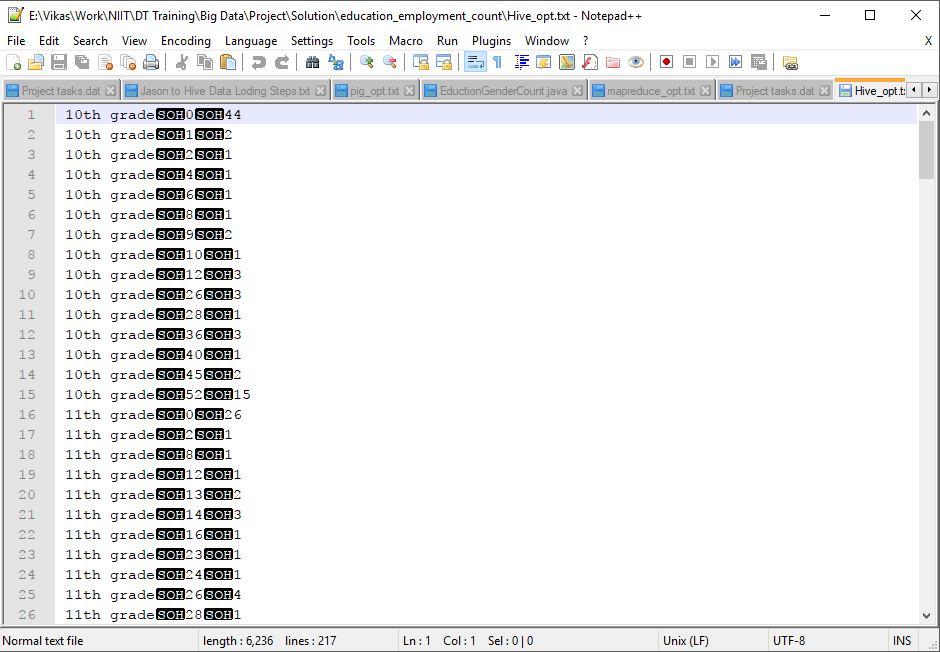 E:\Vikas\Work\NIIT\DT Training\Big Data\Project\Solution\education_employment_count\Hive_opt.txt - Notepad++
File Edit Search View Encoding Language Settings Tools Macro Run Plugins Window ? X
Project tasks.dat Jason to Hive Data Loding Steps.txt pig_opt.txt EductionGenderCount.java mapreduce_opt.txt Project tasks.dat Hive_opt.tx
1 10th gradeSOH0SOH44
2 10th gradeSOH1SOH2
3 10th gradeSOH2SOH1
4 10th gradeSOH4SOH1
5 10th gradeSOH6SOH1
6 10th gradeSOH8SOH1
7 10th gradeSOH9SOH2
8 10th gradeSOH10SOH1
9 10th gradeSOH12SOH3
10 10th gradeSOH26SOH3
11 10th gradeSOH28SOH1
12 10th gradeSOH36SOH3
13 10th gradeSOH40SOH1
14 10th gradeSOH45SOH2
15 10th gradeSOH52SOH15
16 11th gradeSOH0SOH26
17 11th gradeSOH2SOH1
18 11th gradeSOH8SOH1
19 11th gradeSOH12SOH1
20 11th gradeSOH13SOH2
21 11th gradeSOH14SOH3
22 11th gradeSOH16SOH1
23 11th gradeSOH23SOH1
24 11th gradeSOH24SOH1
25 11th gradeSOH26SOH4
26 11th gradeSOH28SOH1
Normal text file length : 6,236 lines : 217 Ln : 1 Col : 1 Sel : 0 | 0 Unix (LF) UTF-8 INS